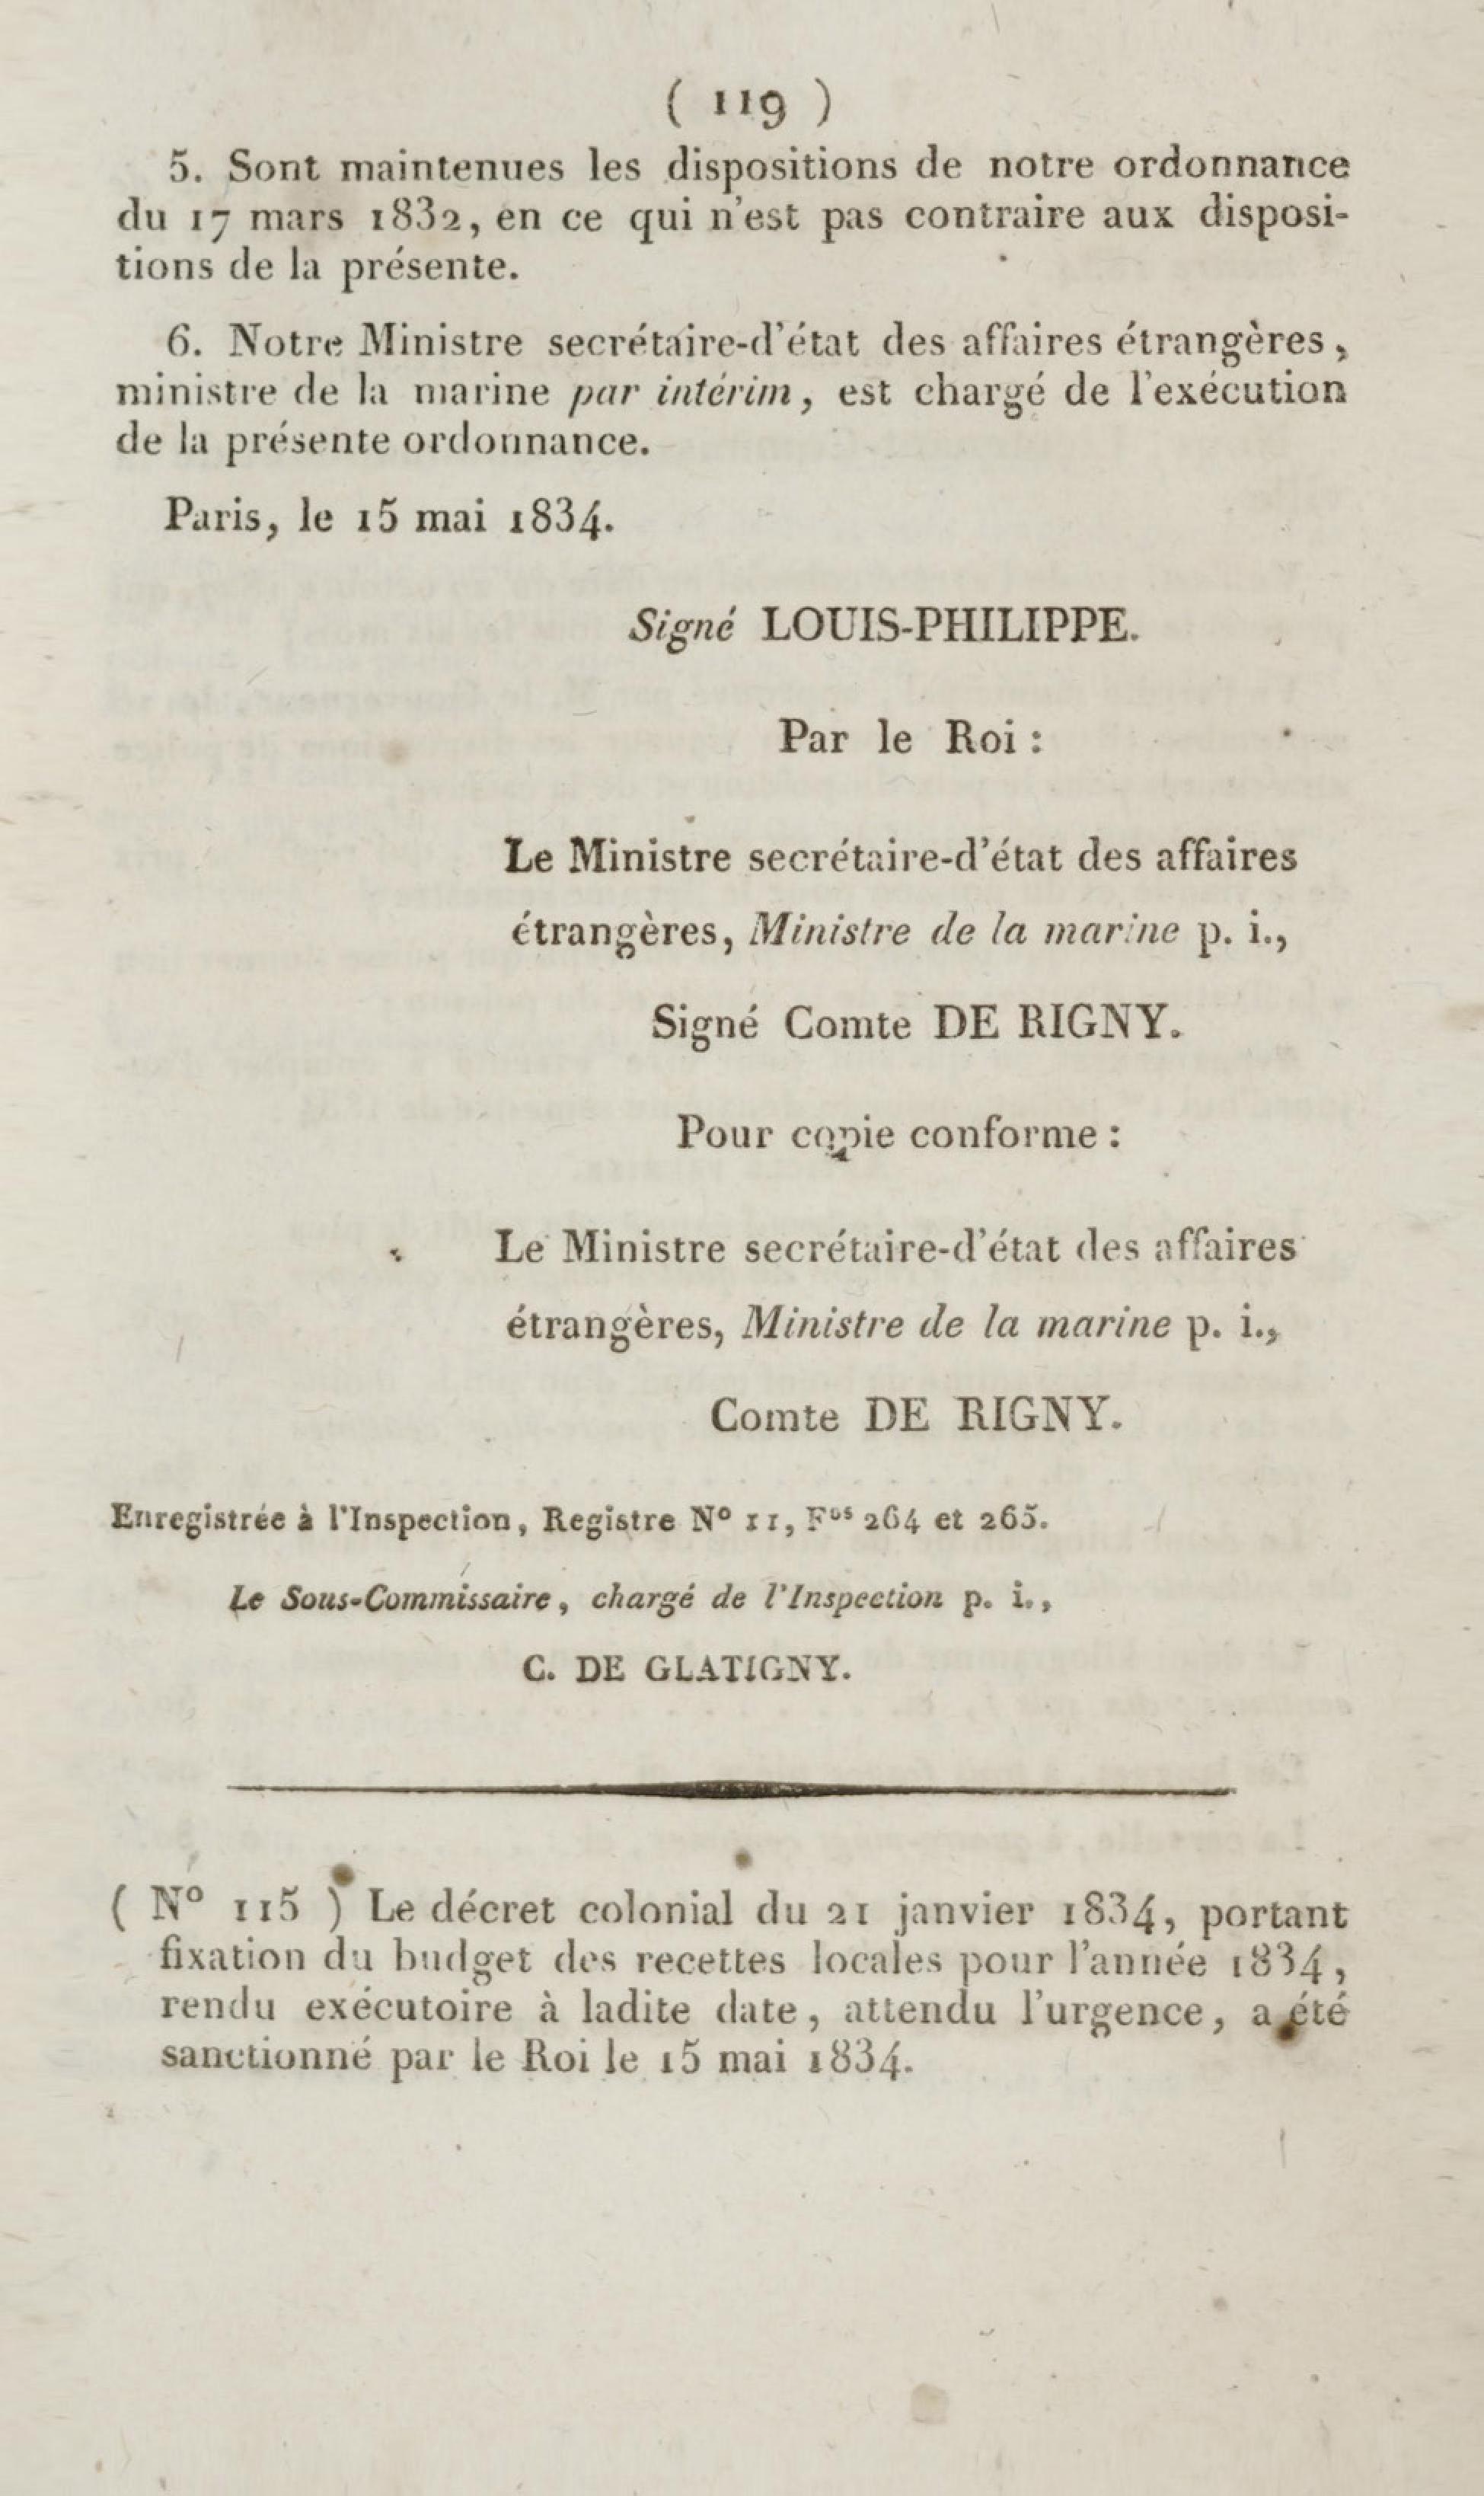 ( 119 )
5. Sont maintenues les dispositions de notre ordonnance
du 17 mars 1832, en ce qui n'est pas contraire aux disposi-
tions de la présente.
6. Notre Ministre secrétaire-d'état des affaires étrangères,
ministre de la marine par intérim, est chargé de l'exécution
de la présente ordonnance.
Paris, le 15 mai 1834.
Signé LOUIS-PHILIPPE.
Par le Roi :
Le Ministre secrétaire-d'état des affaires
étrangères, Ministre de la marine p. i.,
Signé Comte DE RIGNY.
Pour copie conforme :
Le Ministre secrétaire-d'état des affaires
étrangères, Ministre de la marine p. i.,
Comte DE RIGNY.
Enregistrée à l'Inspection, Registre Nº 11, Fos 264 et 265.
Le Sous-Commissaire, chargé de l'Inspection p. i.,
C. DE GLATIGNY.
( Nº 115 ) Le décret colonial du 21 janvier 1834, portant
fixation du budget des recettes locales pour l'année 1834,
rendu exécutoire à ladite date, attendu l'urgence, a été
sanctionné par le Roi le 15 mai 1834.